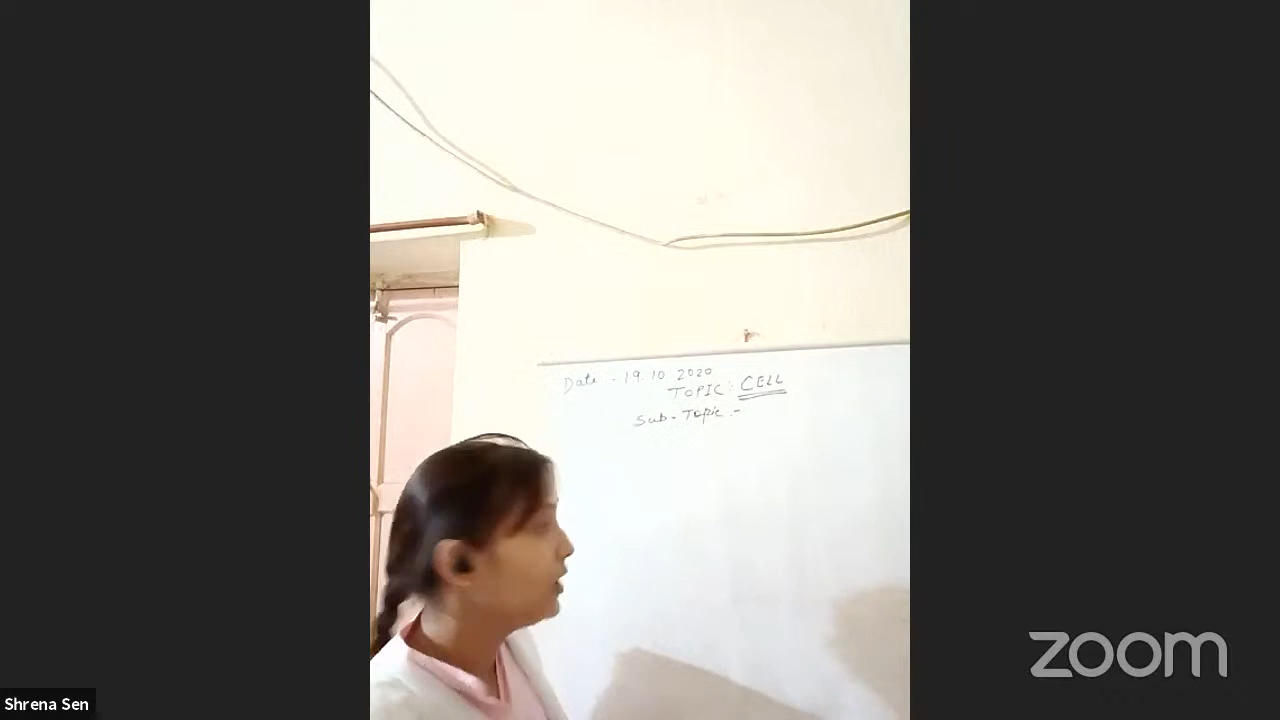 Date :- 19.10 2020
TOPIC : CELL
Sub - Topic :-
zoom
Shrena Sen